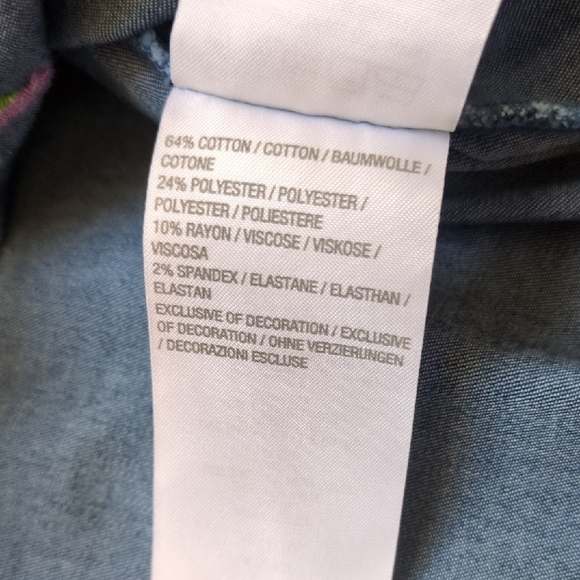 64% COTTON / COTTON / BAUMWOLLE /
COTONE
24% POLYESTER / POLYESTER /
POLYESTER / POLIESTERE
10% RAYON / VISCOSE / VISKOSE /
VISCOSA
2% SPANDEX / ELASTANE / ELASTHAN /
ELASTAN
EXCLUSIVE OF DECORATION / EXCLUSIVE
OF DECORATION / OHNE VERZIERUNGEN
/ DECORAZIONI ESCLUSE